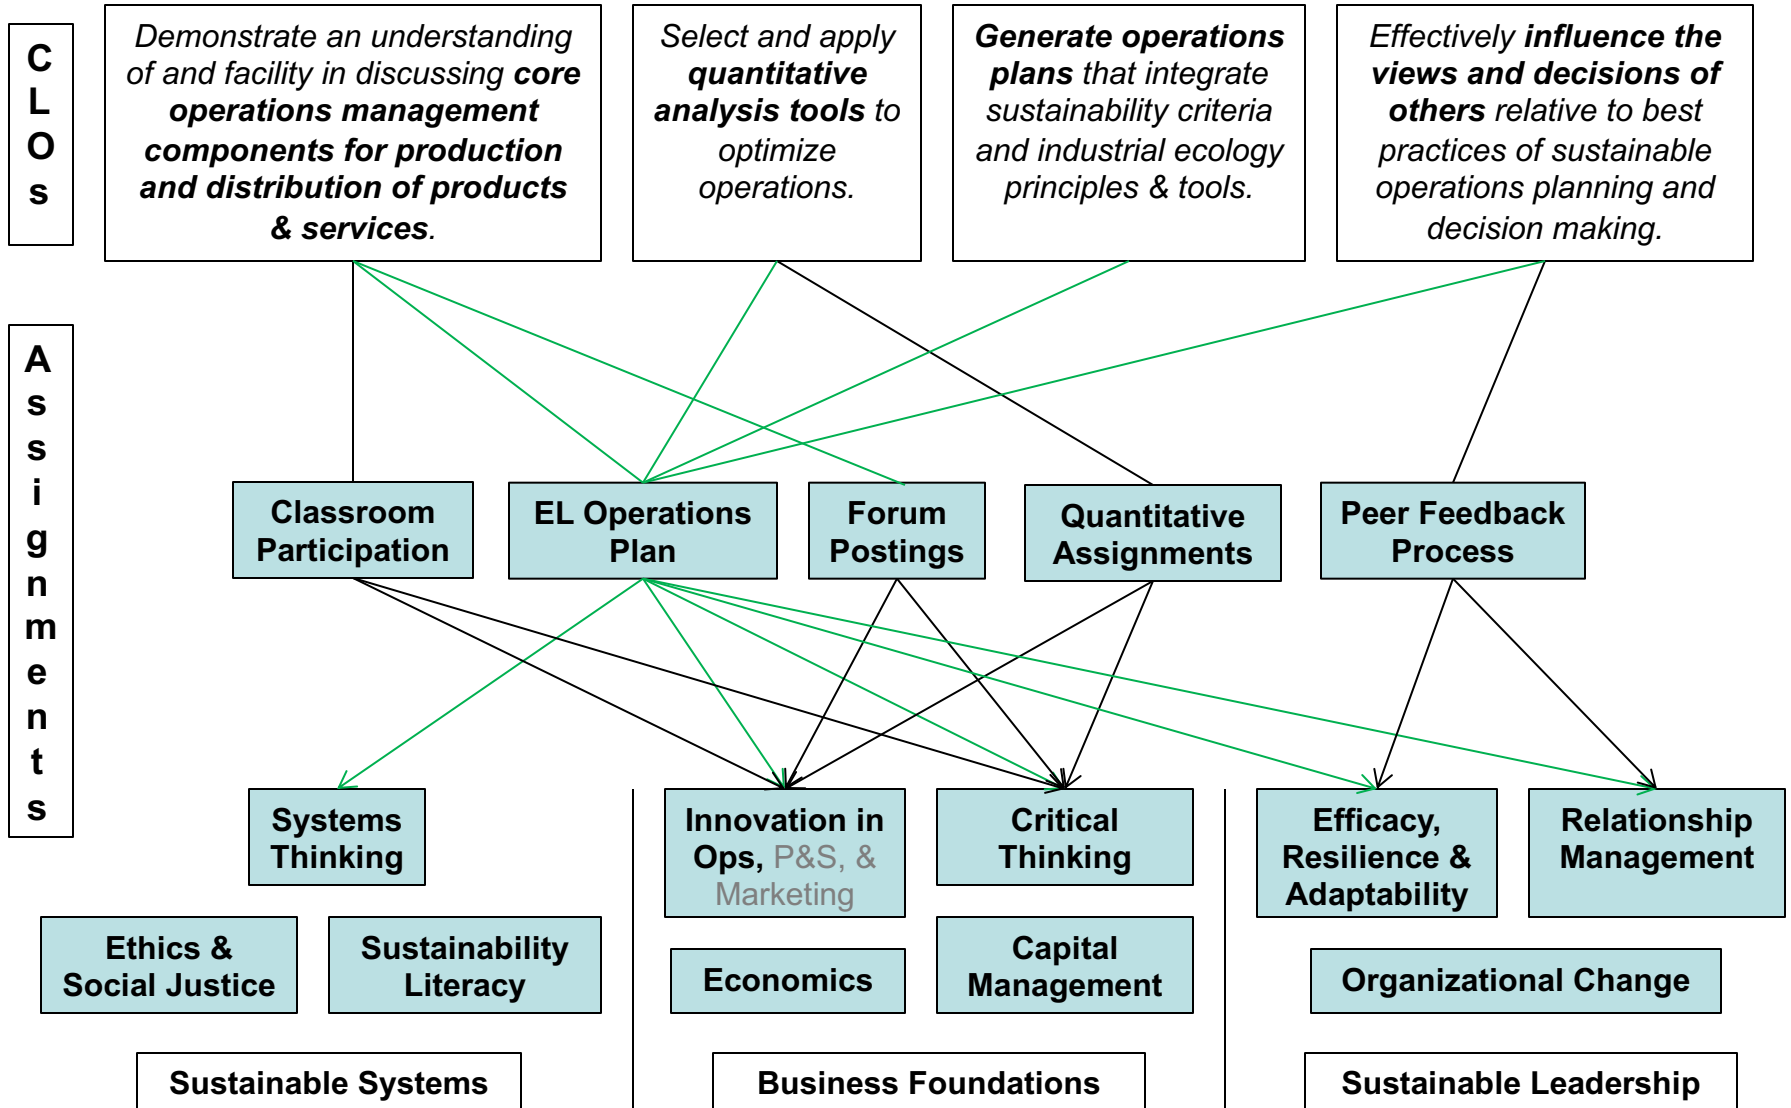 CLOs
Demonstrate an understanding
of and facility in discussing core
operations management
components for production
and distribution of products
& services.
Select and apply
quantitative
analysis tools to
optimize
operations.
Generate operations
plans that integrate
sustainability criteria
and industrial ecology
principles & tools.
Effectively influence the
views and decisions of
others relative to best
practices of sustainable
operations planning and
decision making.
Assignments
Classroom
Participation
EL Operations
Plan
Forum
Postings
Quantitative
Assignments
Peer Feedback
Process
Systems
Thinking
Innovation in
Ops, P&S, &
Marketing
Critical
Thinking
Efficacy,
Resilience &
Adaptability
Relationship
Management
Ethics &
Social Justice
Sustainability
Literacy
Economics
Capital
Management
Organizational Change
Sustainable Systems
Business Foundations
Sustainable Leadership